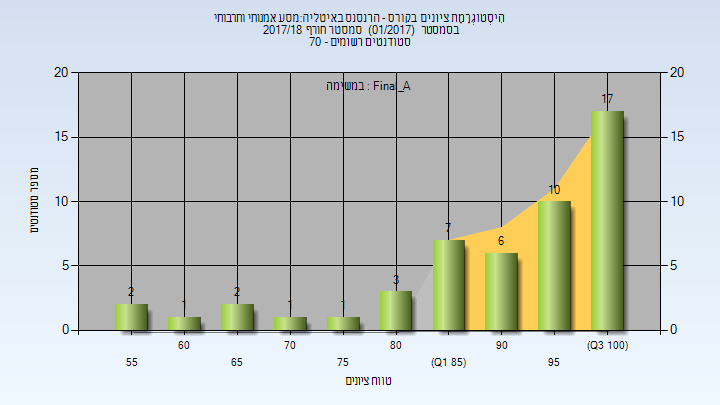 הִיסְטוֹגְרָמַת ציונים בקורס - הרנסנס באיטליה:מסע אמנותי ותרבותי
בסמסטר (01/2017) סמסטר חורף 2017/18
סטודנטים רשומים - 70
במשימה : Final_A
מספר סטודנטים
20 20
15 15
10 10
5 5
0 0
2 1 2 1 1 3 7 6 10 17
55 60 65 70 75 80 (Q1 85) 90 95 (Q3 100)
טווח ציונים